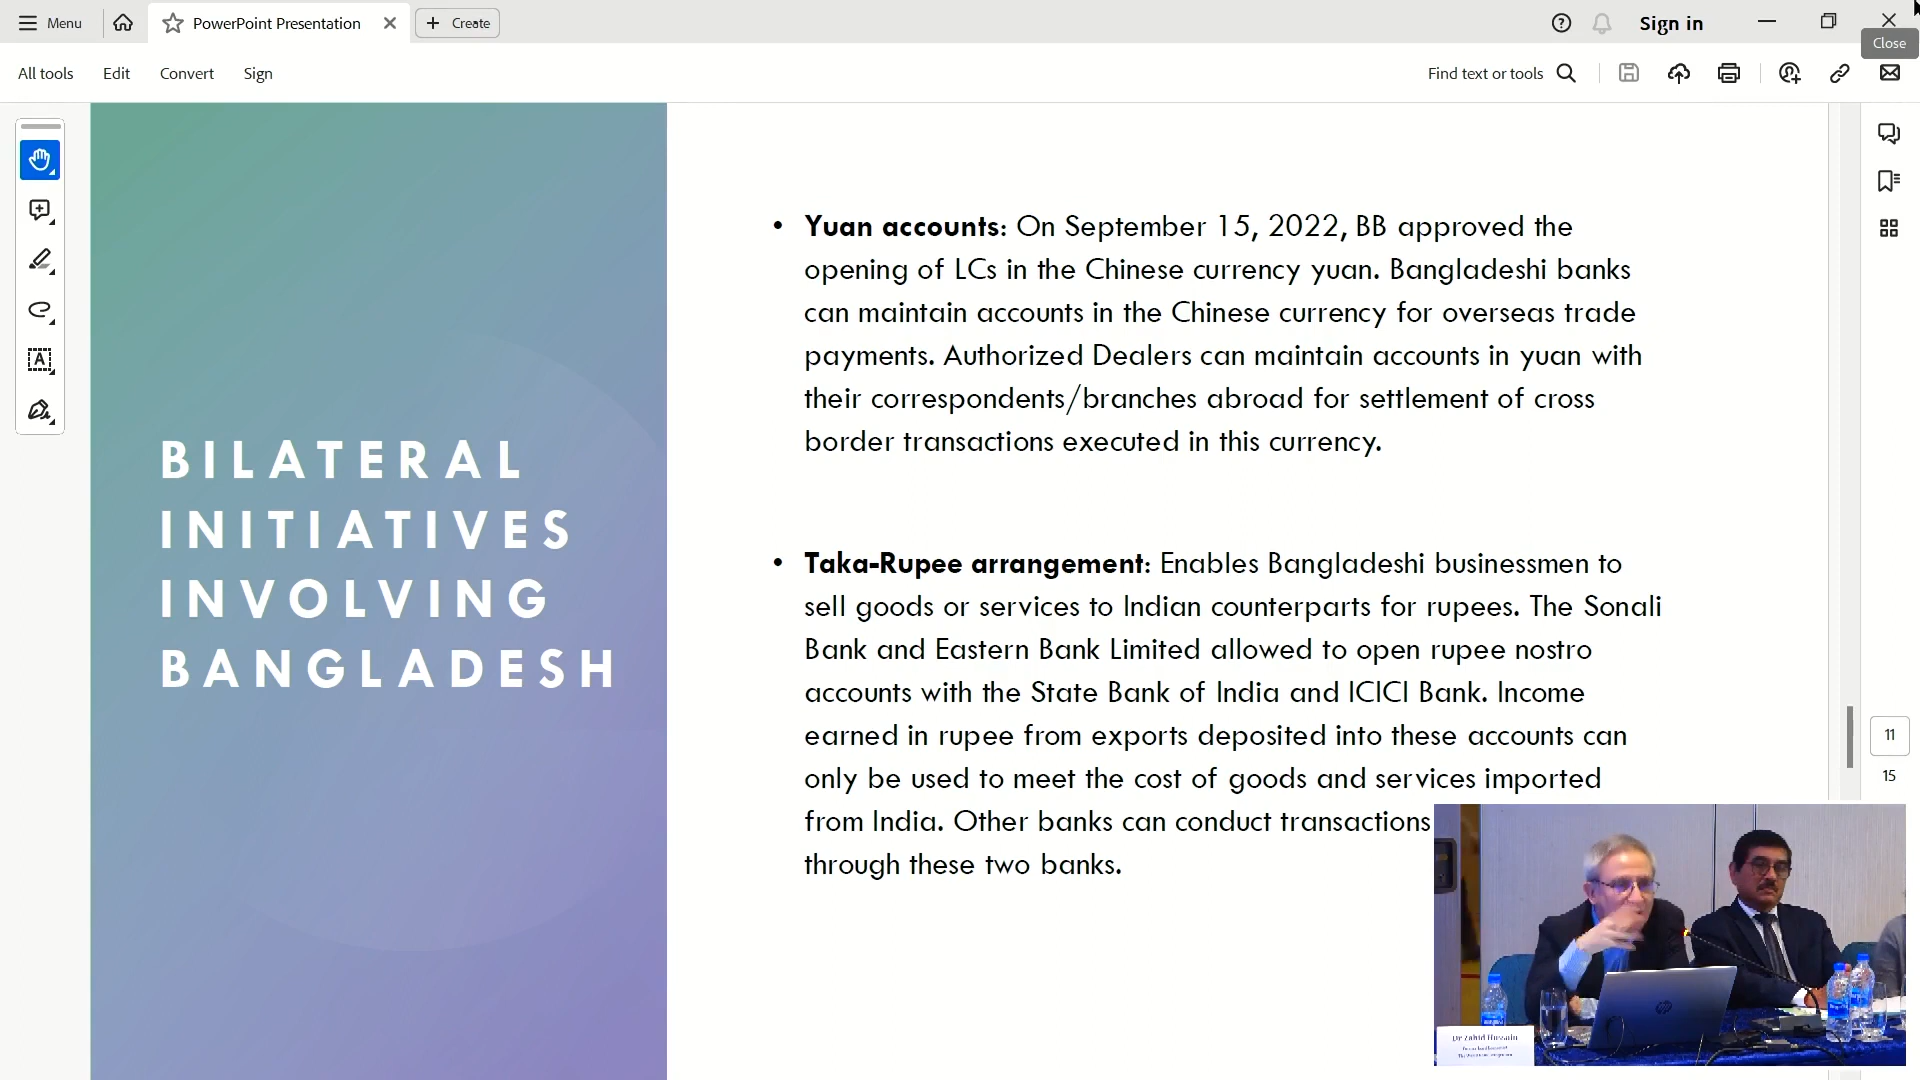 Menu
PowerPoint Presentation
Create
Sign in
Close
All tools
Edit
Convert
Sign
Find text or tools
BILATERAL
INITIATIVES
INVOLVING
BANGLADESH
• Yuan accounts: On September 15, 2022, BB approved the
opening of LCs in the Chinese currency yuan. Bangladeshi banks
can maintain accounts in the Chinese currency for overseas trade
payments. Authorized Dealers can maintain accounts in yuan with
their correspondents/branches abroad for settlement of cross
border transactions executed in this currency.
• Taka-Rupee arrangement: Enables Bangladeshi businessmen to
sell goods or services to Indian counterparts for rupees. The Sonali
Bank and Eastern Bank Limited allowed to open rupee nostro
accounts with the State Bank of India and ICICI Bank. Income
earned in rupee from exports deposited into these accounts can
only be used to meet the cost of goods and services imported
from India. Other banks can conduct transactions
through these two banks.
11
15
Dr Zahid Hussain